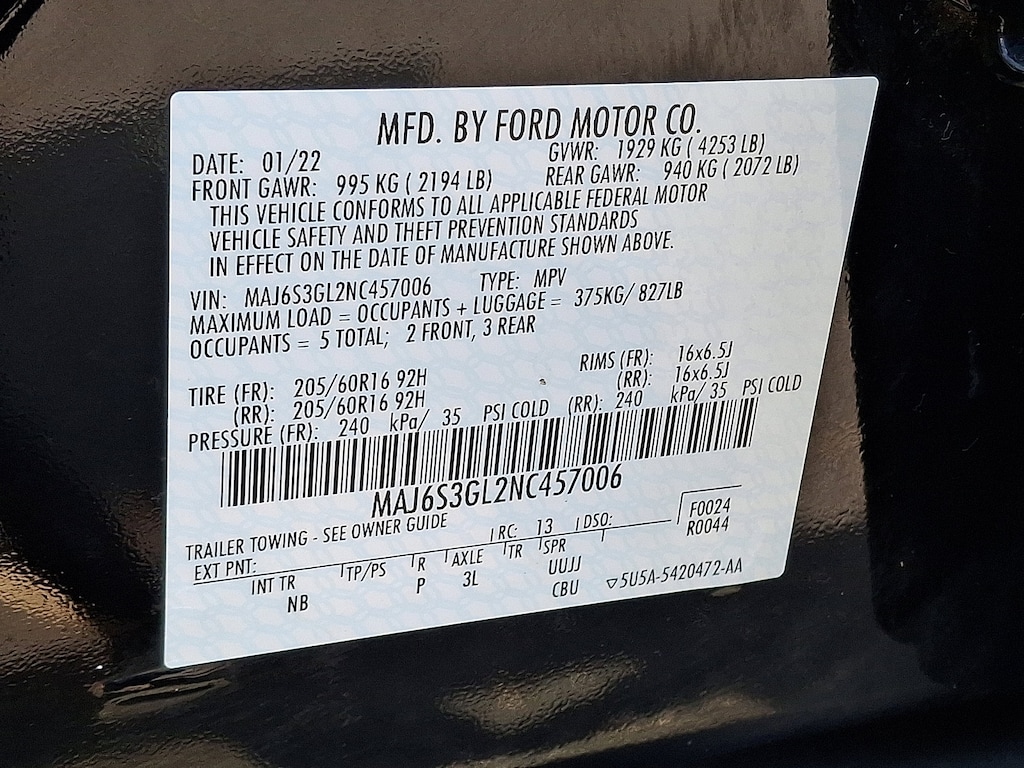 MFD. BY FORD MOTOR CO.
DATE: 01/22 GVWR: 1929 KG ( 4253 LB)
FRONT GAWR: 995 KG ( 2194 LB) REAR GAWR: 940 KG ( 2072 LB)
THIS VEHICLE CONFORMS TO ALL APPLICABLE FEDERAL MOTOR
VEHICLE SAFETY AND THEFT PREVENTION STANDARDS
IN EFFECT ON THE DATE OF MANUFACTURE SHOWN ABOVE.
VIN: MAJ6S3GL2NC457006 TYPE: MPV
MAXIMUM LOAD = OCCUPANTS + LUGGAGE = 375KG/ 827LB
OCCUPANTS = 5 TOTAL; 2 FRONT, 3 REAR
TIRE (FR): 205/60R16 92H RIMS (FR): 16x6.5J
(RR): 205/60R16 92H (RR): 16x6.5J
PRESSURE (FR): 240 kPa/ 35 PSI COLD (RR): 240 kPa/ 35 PSI COLD
MAJ6S3GL2NC457006
TRAILER TOWING - SEE OWNER GUIDE
EXT PNT: RC: 13 DSO: F0024
R0044
INT TR TP/PS R AXLE TR SPR
NB P 3L UUJJ
CBU 5U5A-5420472-AA